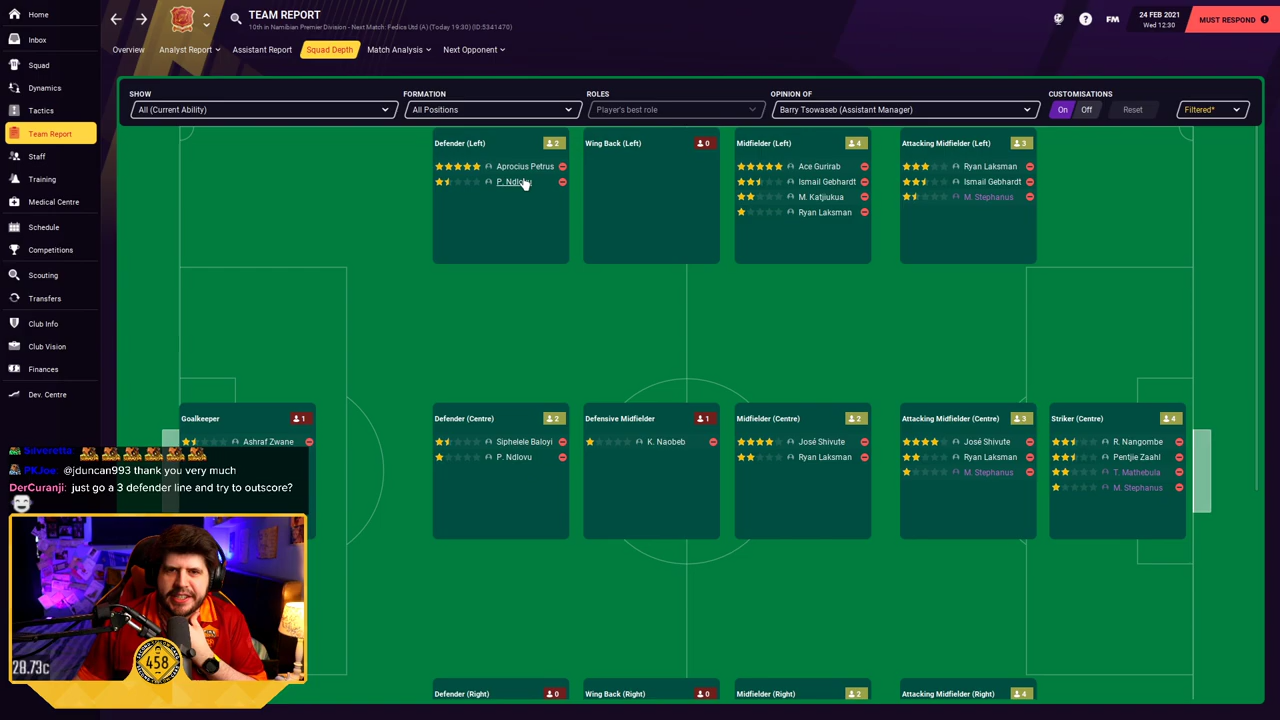 Home
Inbox
Squad
Dynamics
Tactics
Team Report
Staff
Training
Medical Centre
Schedule
Competitions
Scouting
Transfers
Club Info
Club Vision
Finances
Dev. Centre
TEAM REPORT
10th in Namibian Premier Division - Next Match: Fedics Utd (A) (Today 19:30) (ID:5341470)
FM
24 FEB 2021
Wed 12:30
MUST RESPOND
Overview
Analyst Report
Assistant Report
Squad Depth
Match Analysis
Next Opponent
SHOW
All (Current Ability)
FORMATION
All Positions
ROLES
Player's best role
OPINION OF
Barry Tsowaseb (Assistant Manager)
CUSTOMISATIONS
On Off Reset
Filtered*
Defender (Left) 2
Aprocius Petrus
P. Ndlovu
Wing Back (Left) 0
Midfielder (Left) 4
Ace Gurirab
Ismail Gebhardt
M. Katjiukua
Ryan Laksman
Attacking Midfielder (Left) 3
Ryan Laksman
Ismail Gebhardt
M. Stephanus
Goalkeeper 1
Ashraf Zwane
Defender (Centre) 2
Siphelele Baloyi
P. Ndlovu
Defensive Midfielder 1
K. Naobeb
Midfielder (Centre) 2
José Shivute
Ryan Laksman
Attacking Midfielder (Centre) 3
José Shivute
Ryan Laksman
M. Stephanus
Striker (Centre) 4
R. Nangombe
Pentjie Zaahl
T. Mathebula
M. Stephanus
Defender (Right) 0
Wing Back (Right) 0
Midfielder (Right) 2
Attacking Midfielder (Right) 4
Silveretta
PKJoe: @jduncan993 thank you very much
DerCuranji: just go a 3 defender line and try to outscore?
458
28.73c